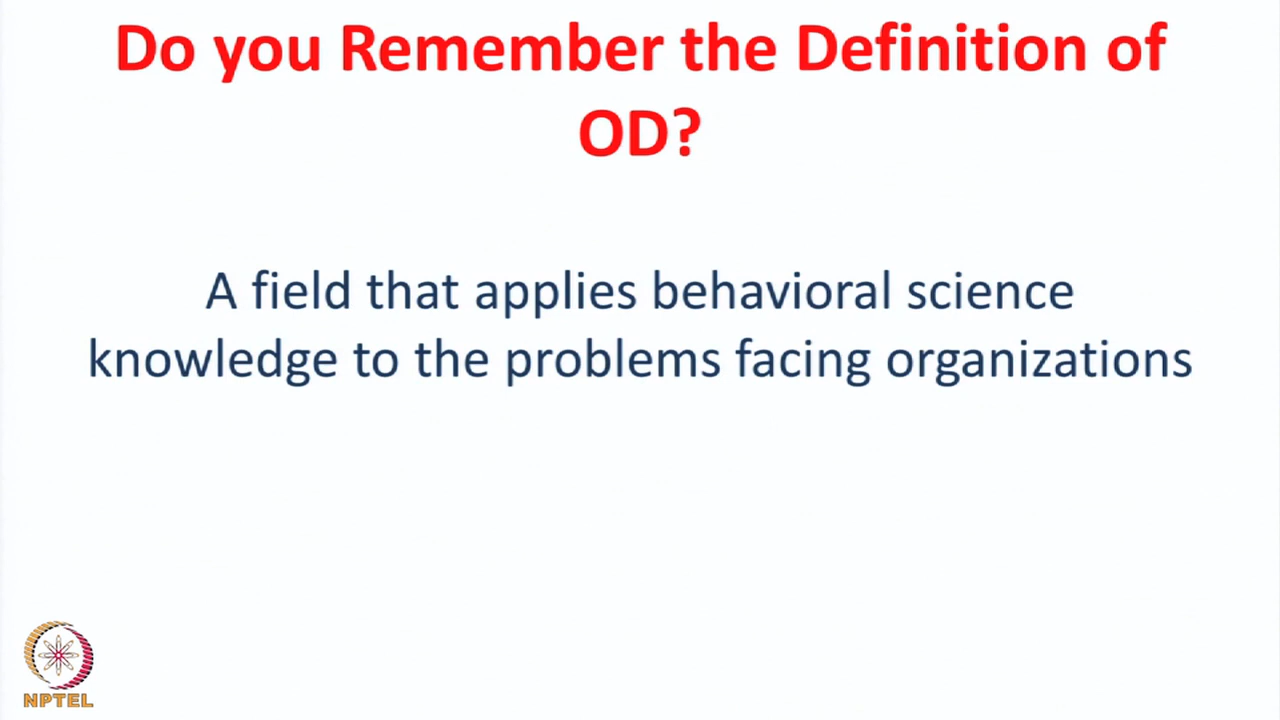 Do you Remember the Definition of
OD?
A field that applies behavioral science
knowledge to the problems facing organizations
NPTEL